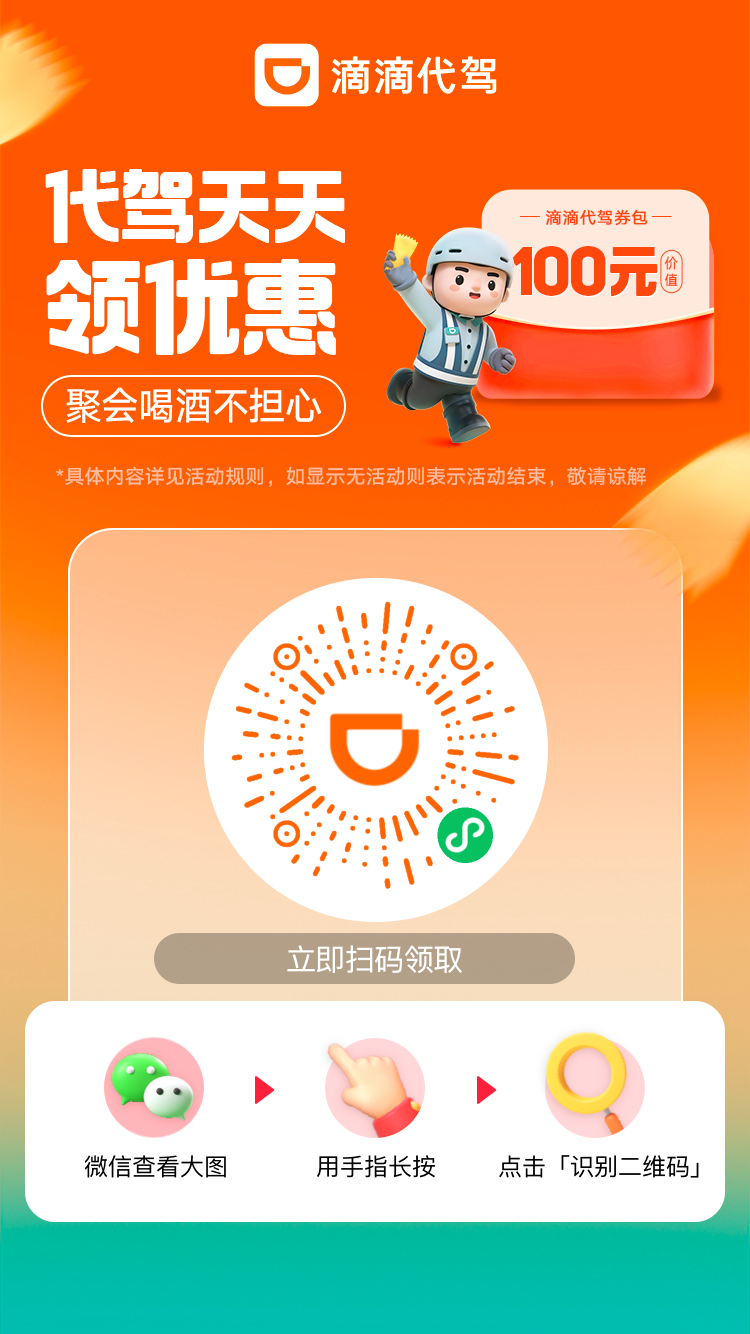 滴滴代驾
代驾天天
领优惠
聚会喝酒不担心
滴滴代驾券包
100元
价值
*具体内容详见活动规则，如显示无活动则表示活动结束，敬请谅解
立即扫码领取
微信查看大图
用手指长按
点击「识别二维码」